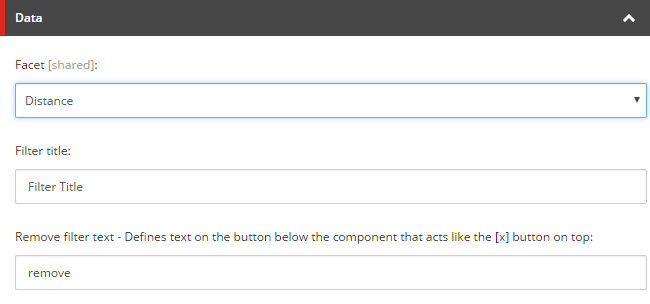 Data
Facet [shared]:
Distance
Filter title:
Filter Title
Remove filter text - Defines text on the button below the component that acts like the [x] button on top:
remove